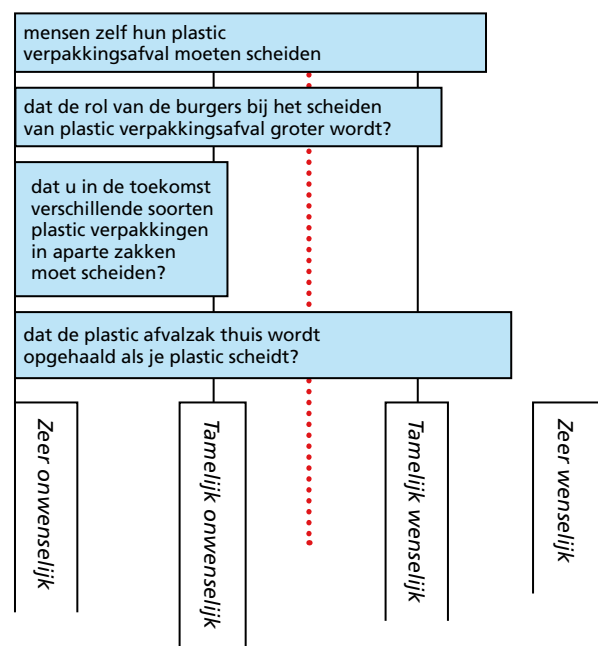 mensen zelf hun plastic
verpakkingsafval moeten scheiden
dat de rol van de burgers bij het scheiden
van plastic verpakkingsafval groter wordt?
dat u in de toekomst
verschillende soorten
plastic verpakkingen
in aparte zakken
moet scheiden?
dat de plastic afvalzak thuis wordt
opgehaald als je plastic scheidt?
Zeer onwenselijk
Tamelijk onwenselijk
Tamelijk wenselijk
Zeer wenselijk